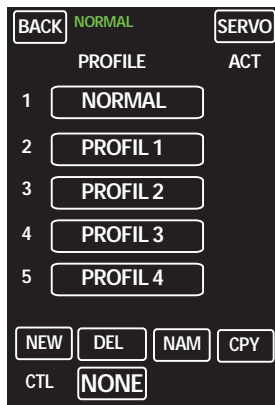 BACK NORMAL SERVO
PROFILE ACT
1 NORMAL
2 PROFIL 1
3 PROFIL 2
4 PROFIL 3
5 PROFIL 4
NEW DEL NAM CPY
CTL NONE